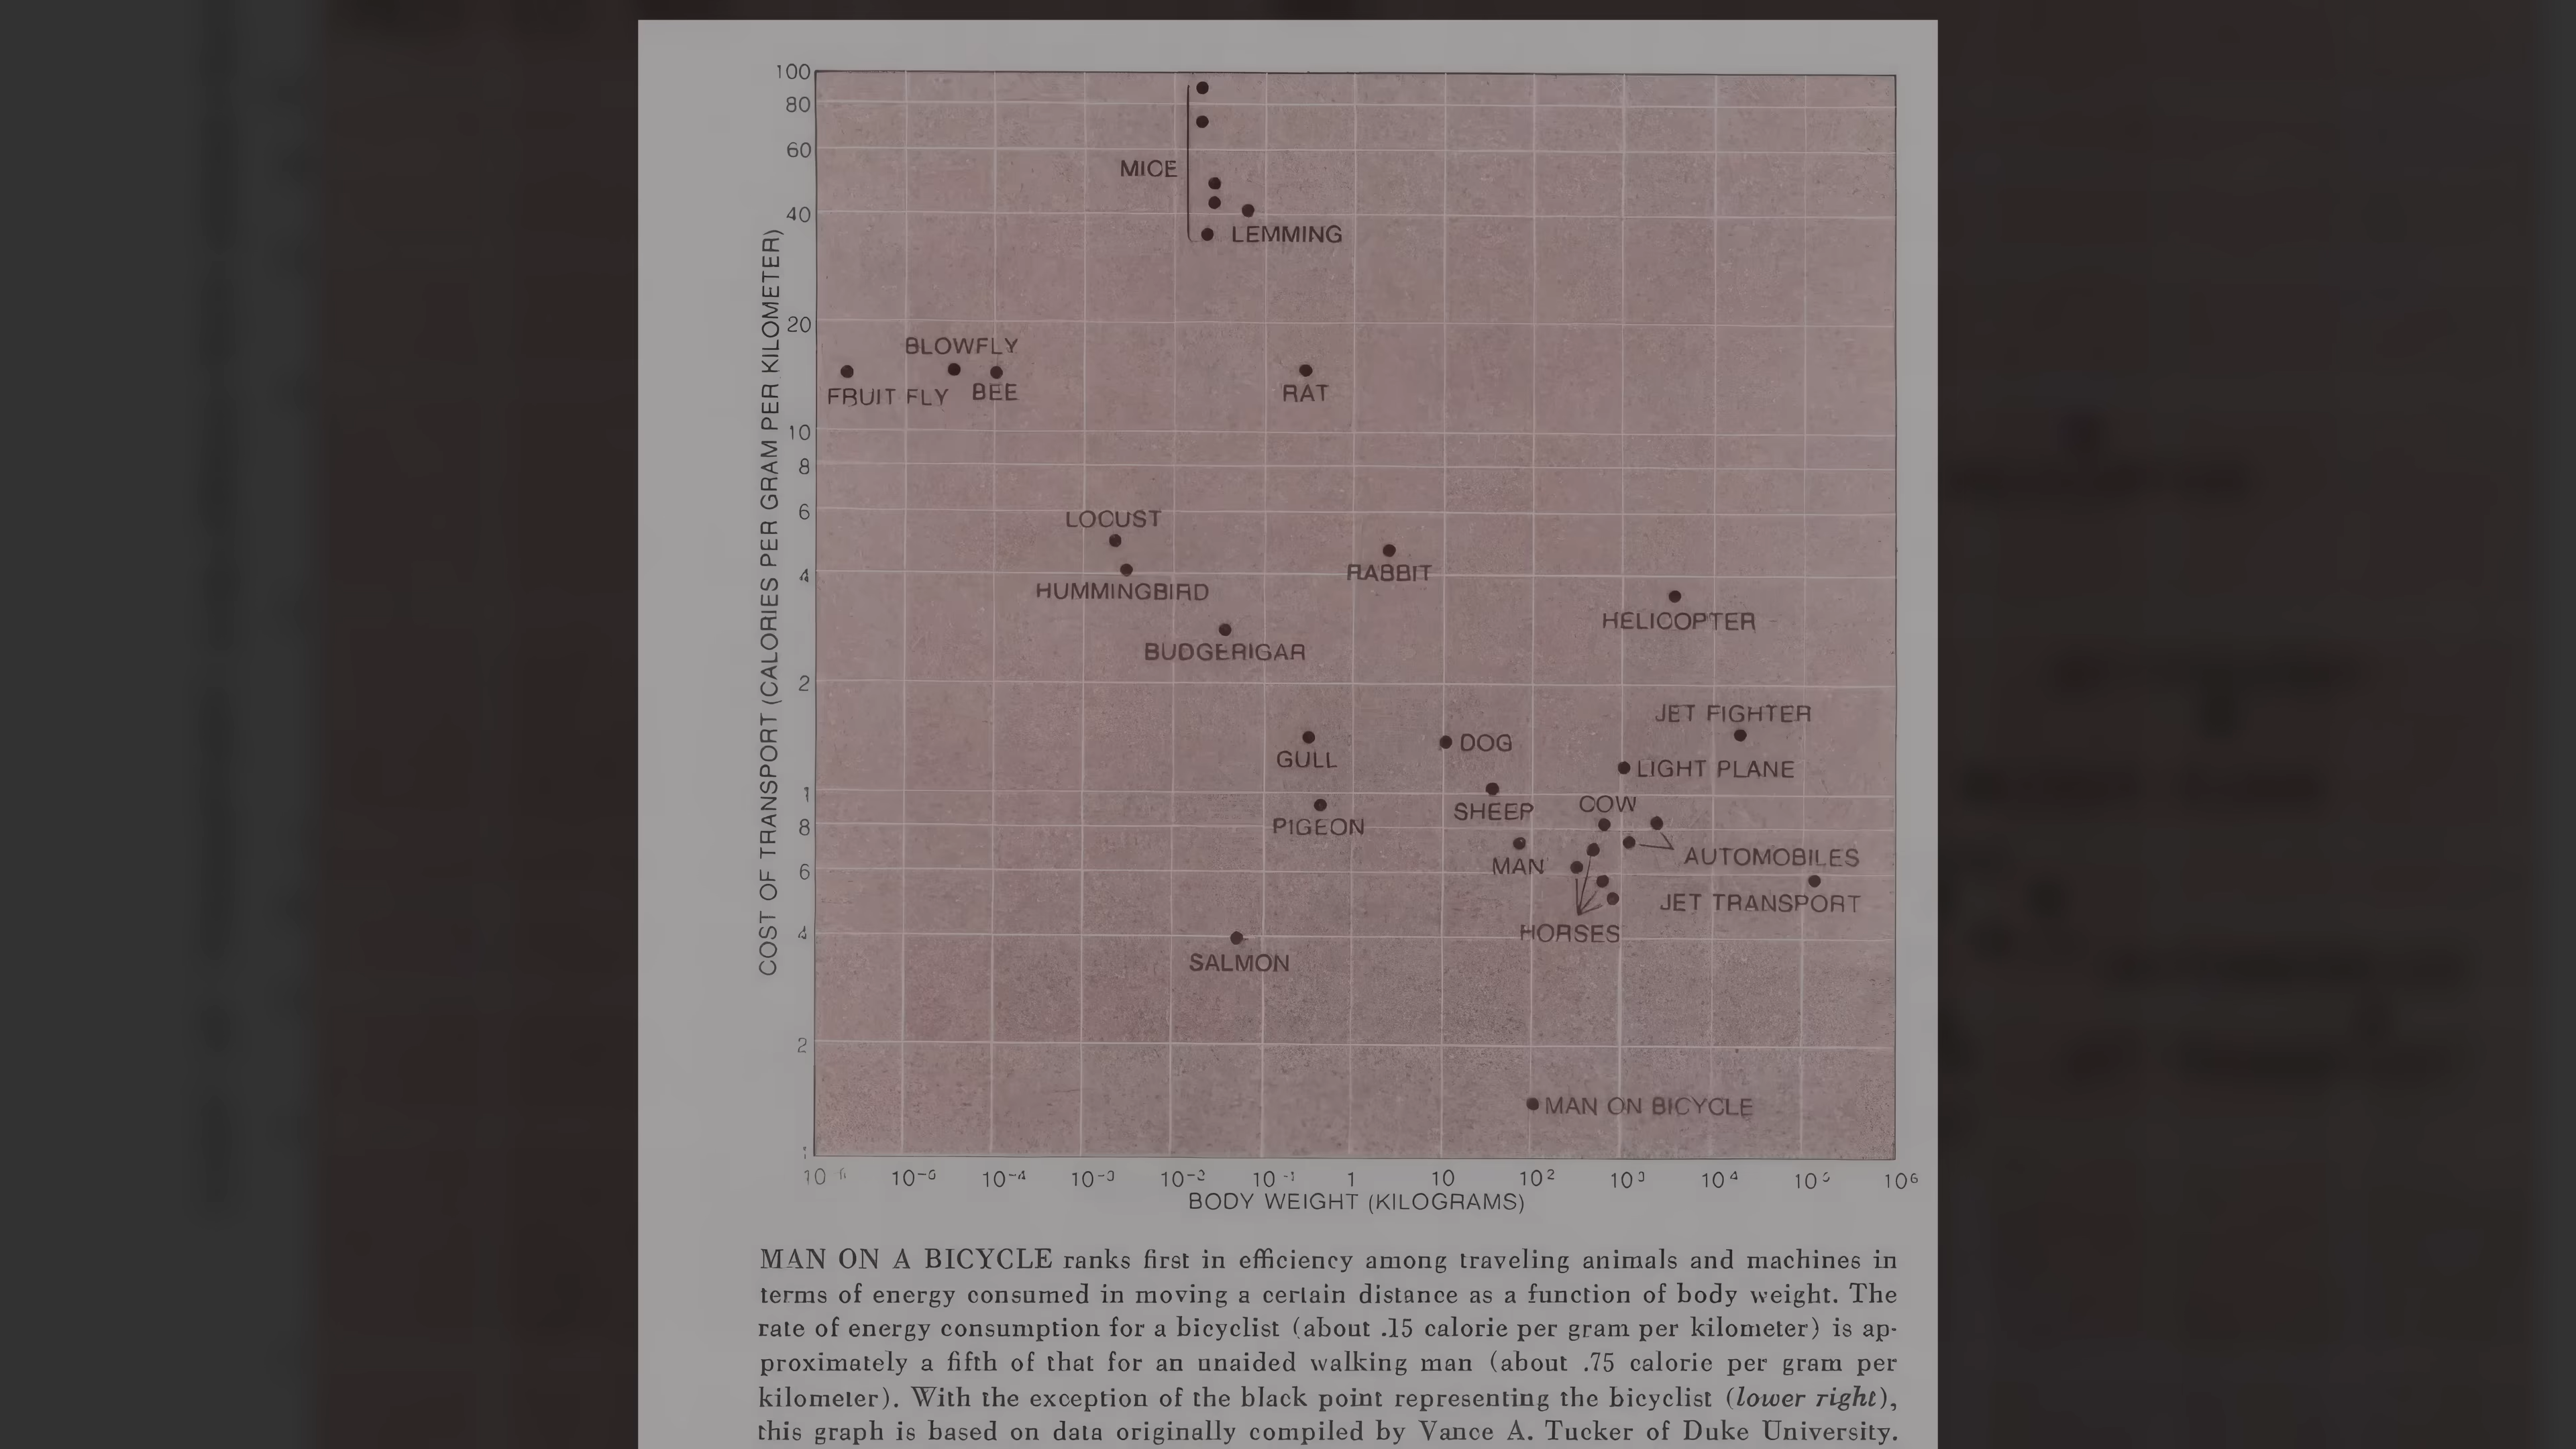 100
80
60
MICE
40
LEMMING
20
BLOWFLY
FRUIT FLY
BEE
RAT
10
8
6
LOCUST
4
RABBIT
HUMMINGBIRD
HELICOPTER
BUDGERIGAR
2
JET FIGHTER
GULL
DOG
LIGHT PLANE
1
SHEEP
COW
8
PIGEON
AUTOMOBILES
6
MAN
JET TRANSPORT
4
HORSES
SALMON
2
MAN ON BICYCLE
1
COST OF TRANSPORT (CALORIES PER GRAM PER KILOMETER)
10⁻⁵ 10⁻⁴ 10⁻³ 10⁻² 10⁻¹ 1 10 10² 10³ 10⁴ 10⁵ 10⁶
BODY WEIGHT (KILOGRAMS)
MAN ON A BICYCLE ranks first in efficiency among traveling animals and machines in
terms of energy consumed in moving a certain distance as a function of body weight. The
rate of energy consumption for a bicyclist (about .15 calorie per gram per kilometer) is ap-
proximately a fifth of that for an unaided walking man (about .75 calorie per gram per
kilometer). With the exception of the black point representing the bicyclist (lower right),
this graph is based on data originally compiled by Vance A. Tucker of Duke University.